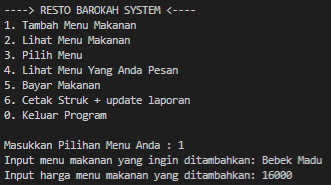 ----> RESTO BAROKAH SYSTEM <----
1. Tambah Menu Makanan
2. Lihat Menu Makanan
3. Pilih Menu
4. Lihat Menu Yang Anda Pesan
5. Bayar Makanan
6. Cetak Struk + update laporan
0. Keluar Program
Masukkan Pilihan Menu Anda : 1
Input menu makanan yang ingin ditambahkan: Bebek Madu
Input harga menu makanan yang ditambahkan: 16000